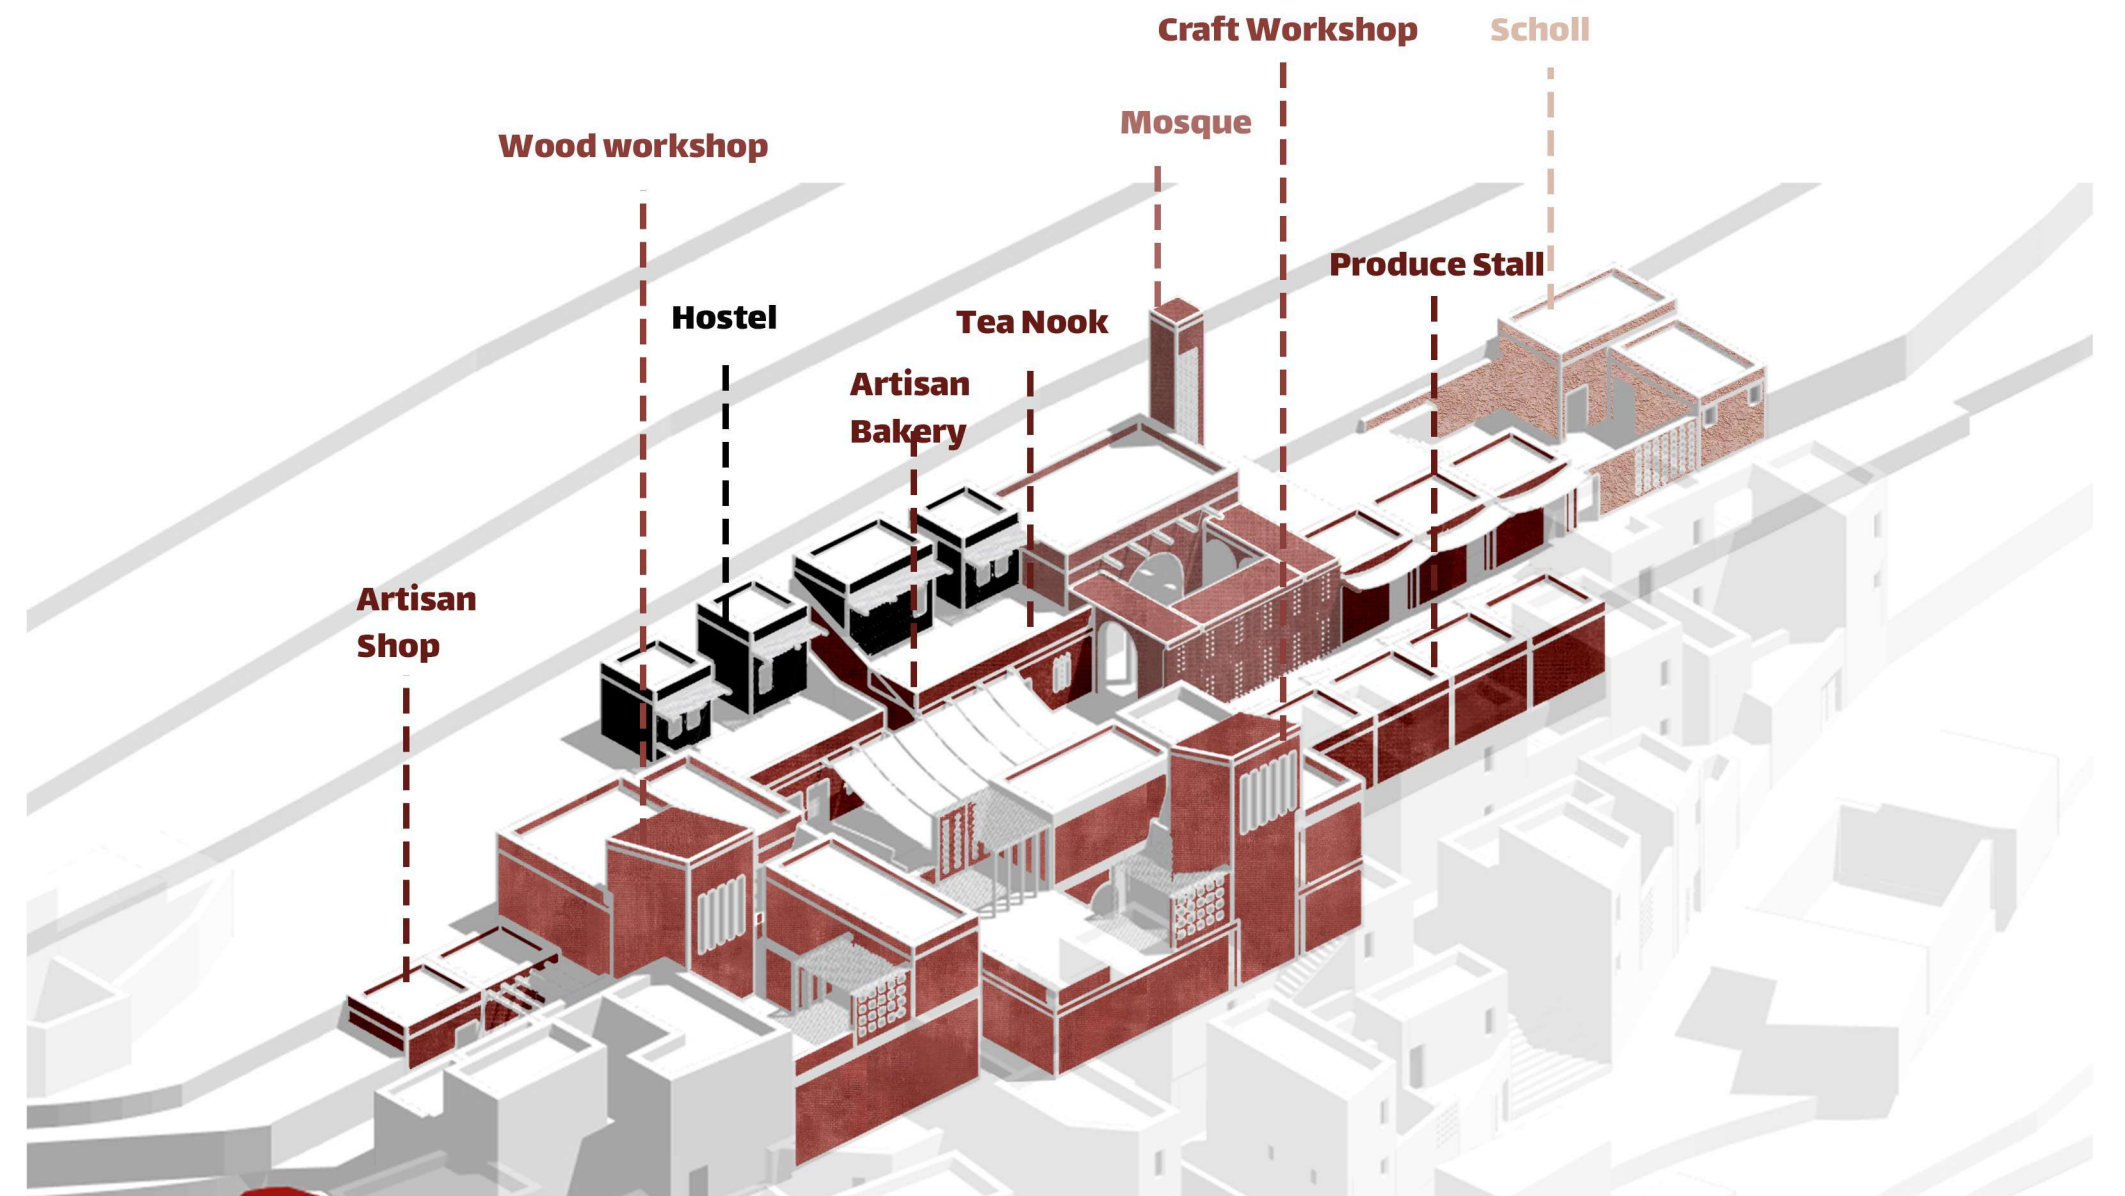 Craft Workshop
Scholl
Mosque
Wood workshop
Produce Stall
Hostel
Tea Nook
Artisan
Bakery
Artisan
Shop